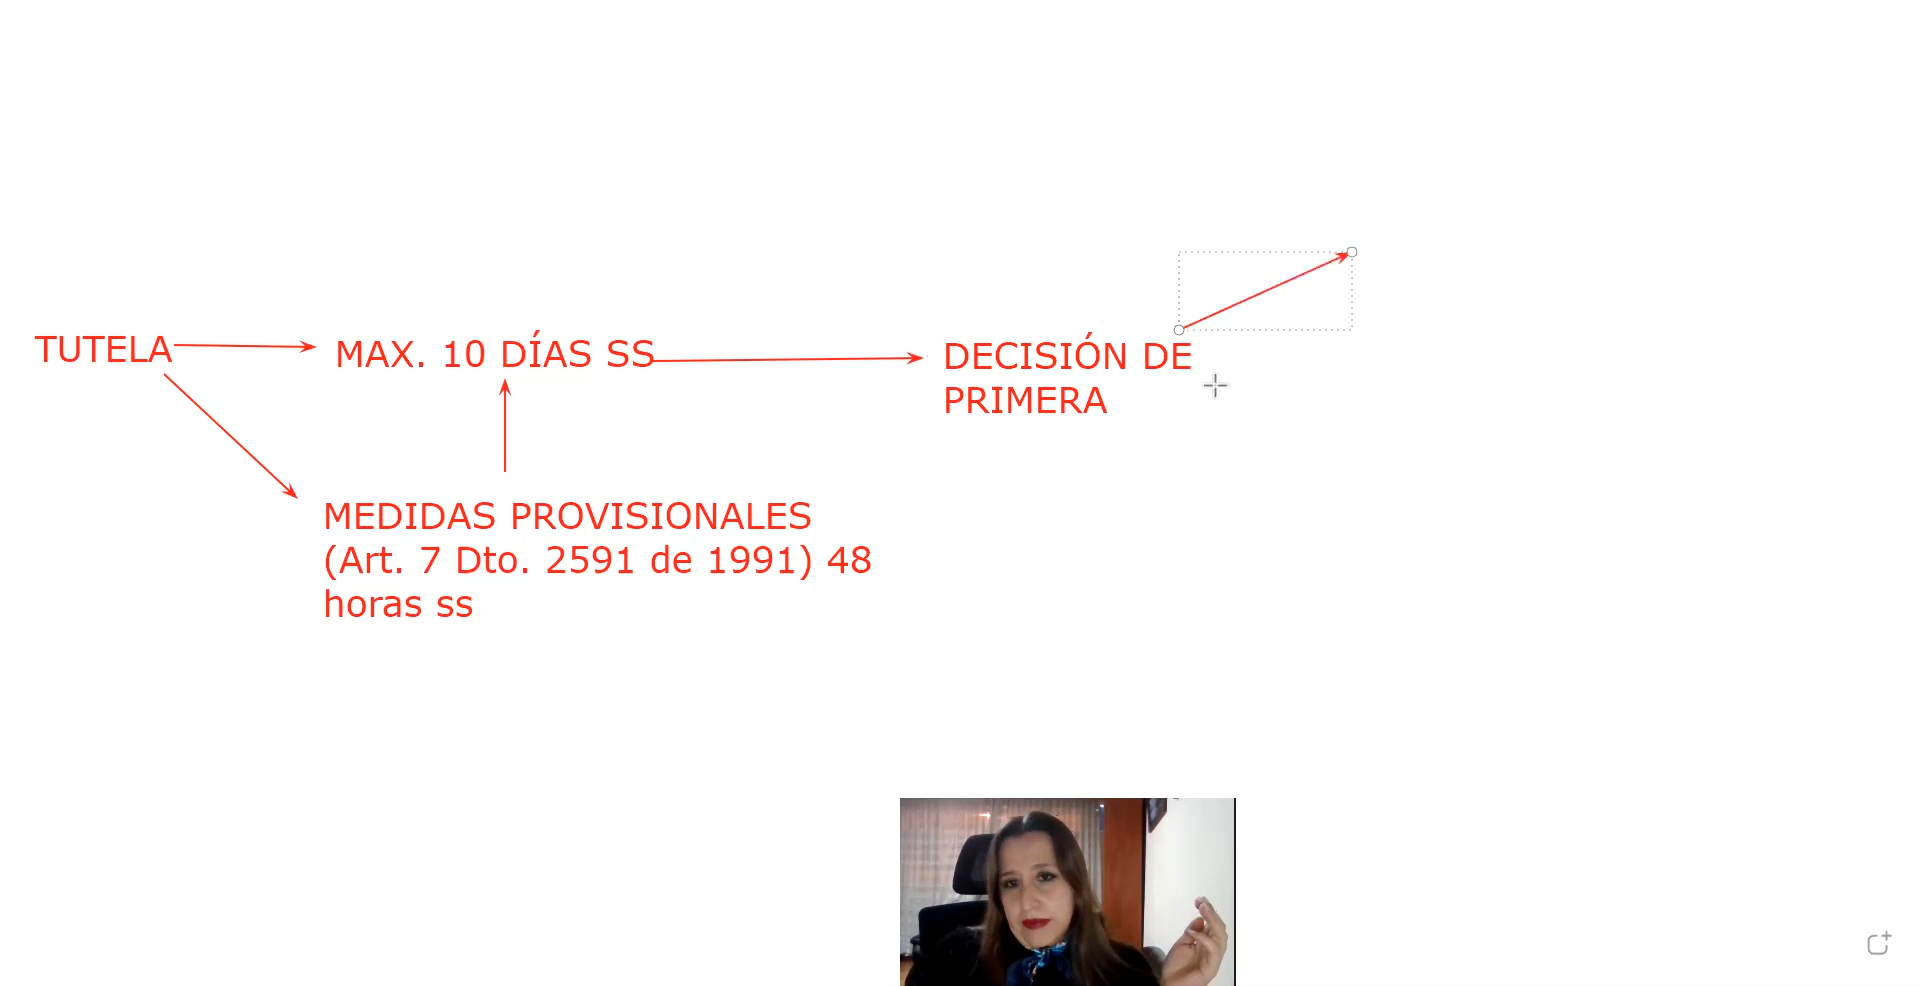 TUTELA
MAX. 10 DÍAS SS
DECISIÓN DE
PRIMERA
MEDIDAS PROVISIONALES
(Art. 7 Dto. 2591 de 1991) 48
horas ss